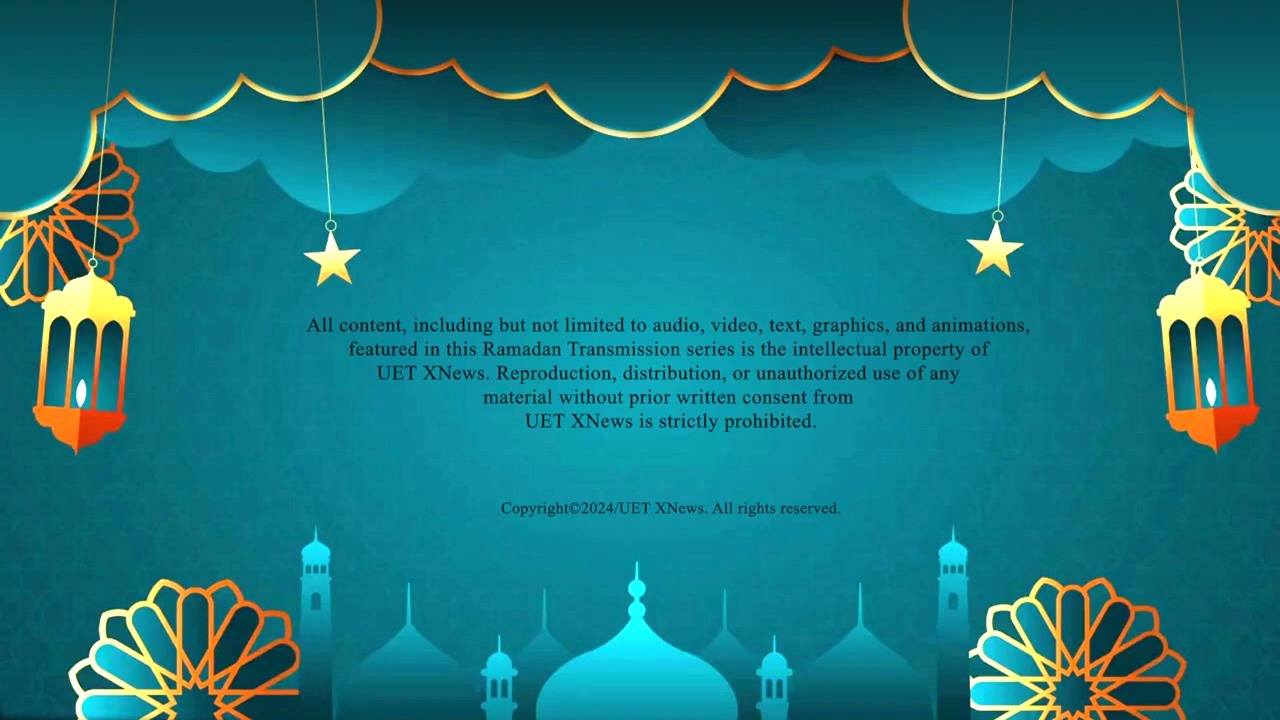 All content, including but not limited to audio, video, text, graphics, and animations,
featured in this Ramadan Transmission series is the intellectual property of
UET XNews. Reproduction, distribution, or unauthorized use of any
material without prior written consent from
UET XNews is strictly prohibited.
Copyright©2024/UET XNews. All rights reserved.